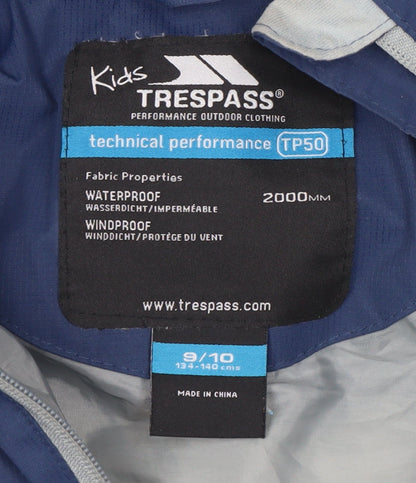 Kids
TRESPASS®
PERFORMANCE OUTDOOR CLOTHING
technical performance TP50
Fabric Properties
WATERPROOF 2000MM
WASSERDICHT/IMPERMÉABLE
WINDPROOF
WINDDICHT/PROTÈGE DU VENT
www.trespass.com
9/10
134-140 cms
MADE IN CHINA